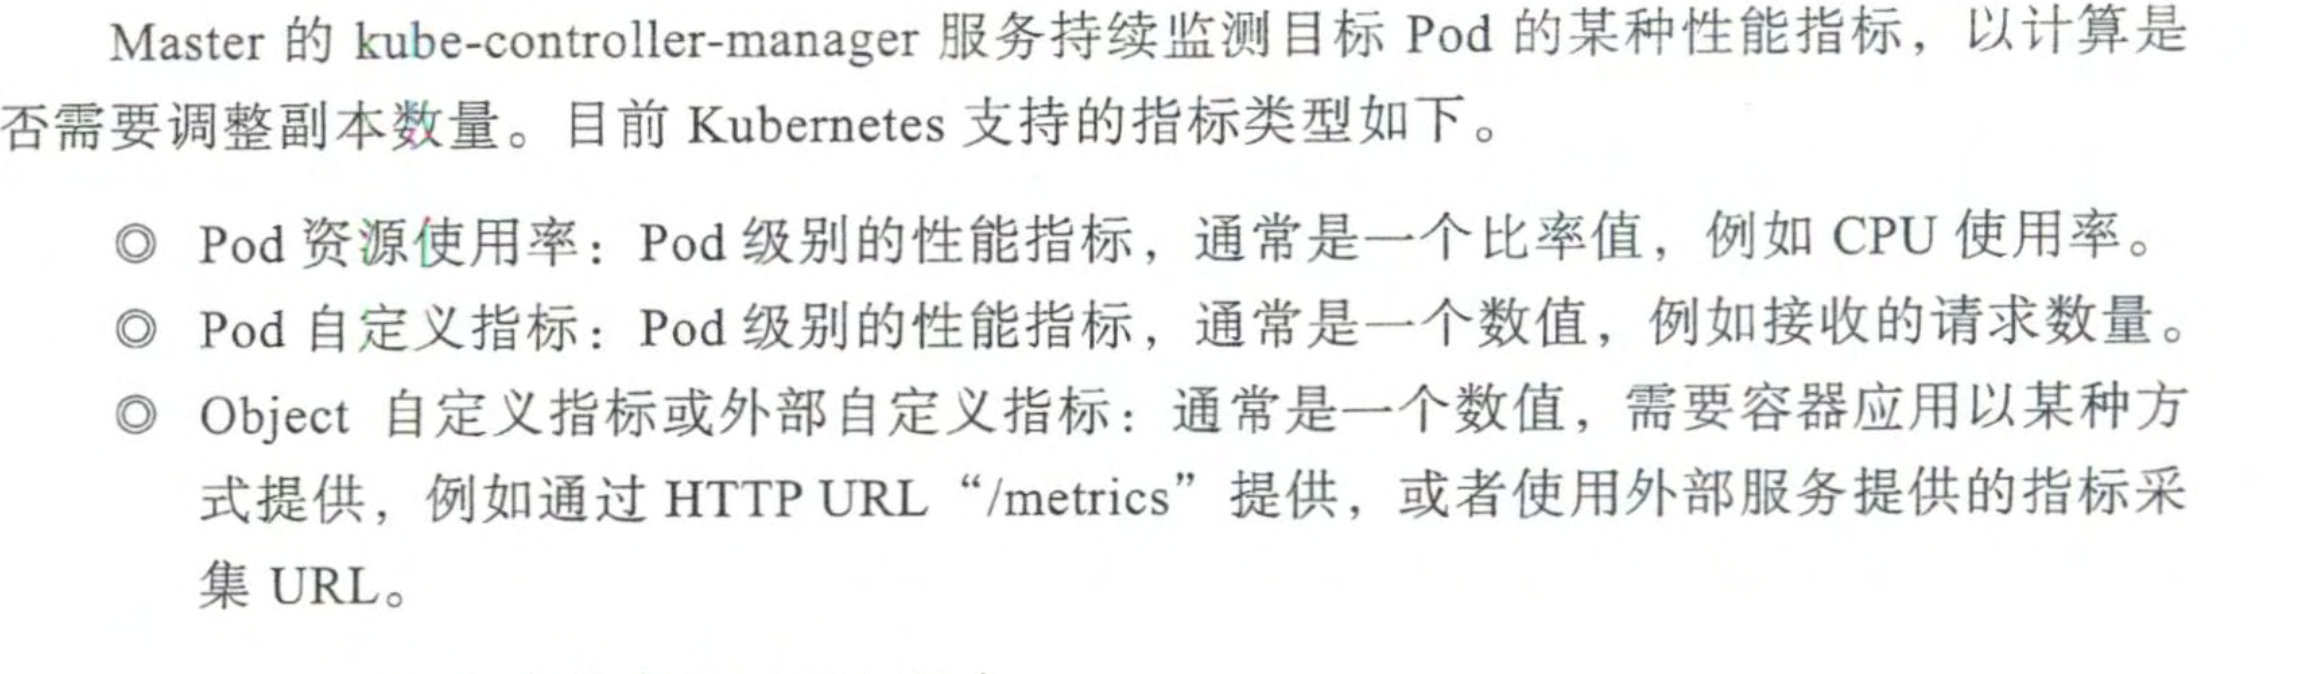 Master 的 kube-controller-manager 服务持续监测目标 Pod 的某种性能指标，以计算是
否需要调整副本数量。目前 Kubernetes 支持的指标类型如下。
◎ Pod 资源使用率：Pod 级别的性能指标，通常是一个比率值，例如 CPU 使用率。
◎ Pod 自定义指标：Pod 级别的性能指标，通常是一个数值，例如接收的请求数量。
◎ Object 自定义指标或外部自定义指标：通常是一个数值，需要容器应用以某种方
式提供，例如通过 HTTP URL“/metrics”提供，或者使用外部服务提供的指标采
集 URL。